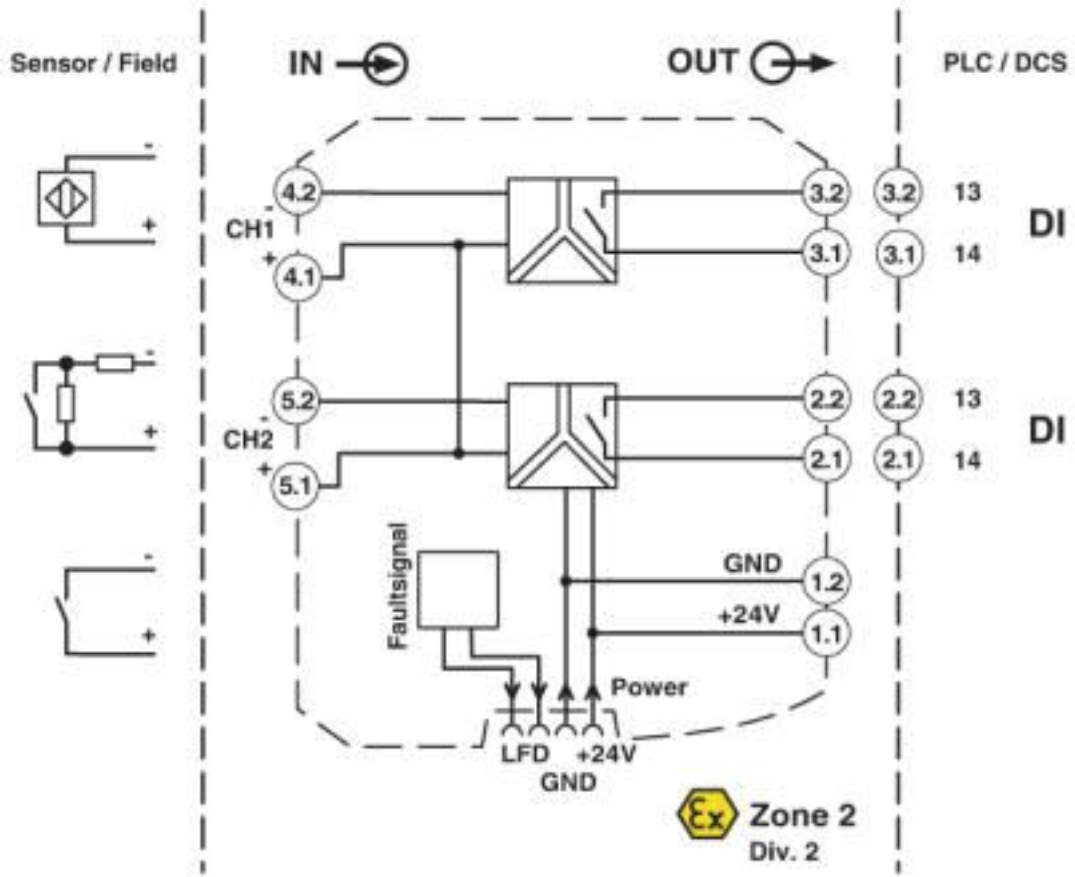 Sensor / Field IN OUT PLC / DCS
-
4.2 3.2 3.2 13
-
CH1 DI
+
+
4.1 3.1 3.1 14
-
5.2 2.2 2.2 13
-
CH2 DI
+
+
5.1 2.1 2.1 14
Faultsignal
GND 1.2
-
+24V 1.1
+
Power
LFD +24V
GND
Ex Zone 2
Div. 2